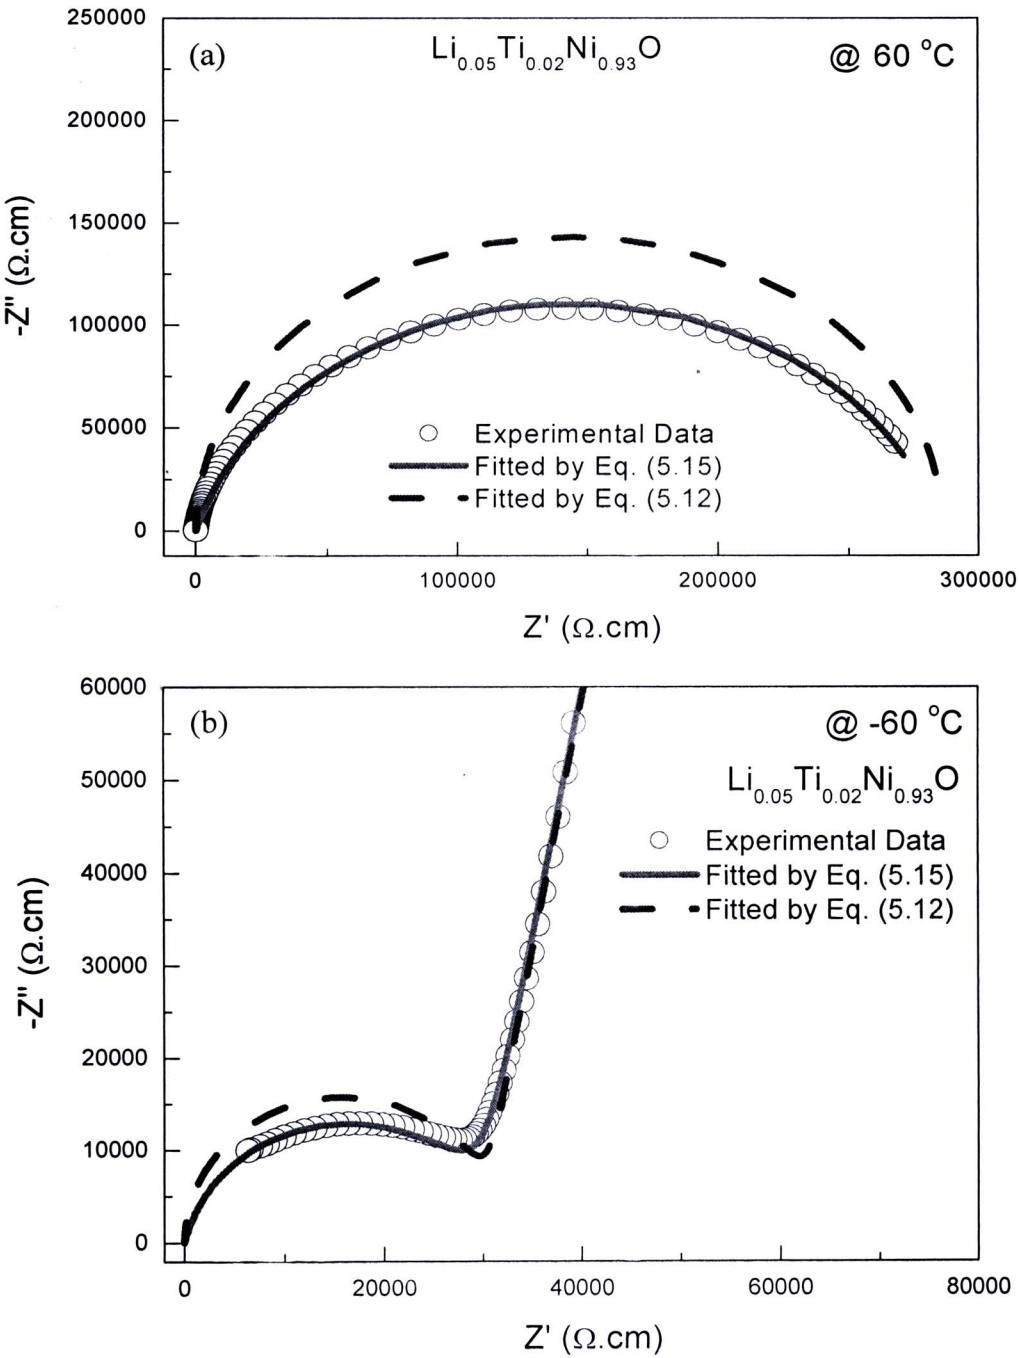 250000
(a)
Li0.05Ti0.02Ni0.93O
@ 60 °C
200000
150000
100000
50000
0
-Z" (Ω.cm)
Experimental Data
Fitted by Eq. (5.15)
Fitted by Eq. (5.12)
0
100000
200000
300000
Z' (Ω.cm)
60000
(b)
@ -60 °C
Li0.05Ti0.02Ni0.93O
50000
40000
30000
20000
10000
0
-Z" (Ω.cm)
Experimental Data
Fitted by Eq. (5.15)
Fitted by Eq. (5.12)
0
20000
40000
60000
80000
Z' (Ω.cm)